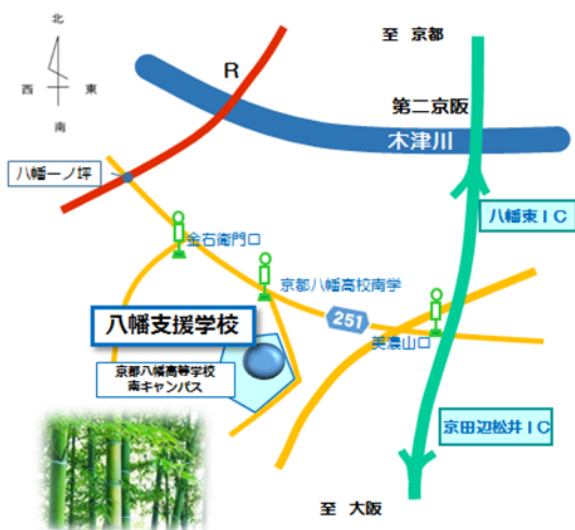 北
西 東
南
至 京都
R
第二京阪
木津川
八幡一ノ坪
八幡東IC
金右衛門口
京都八幡高校南学
251
八幡支援学校
美濃山口
京都八幡高等学校
南キャンパス
京田辺松井IC
至 大阪